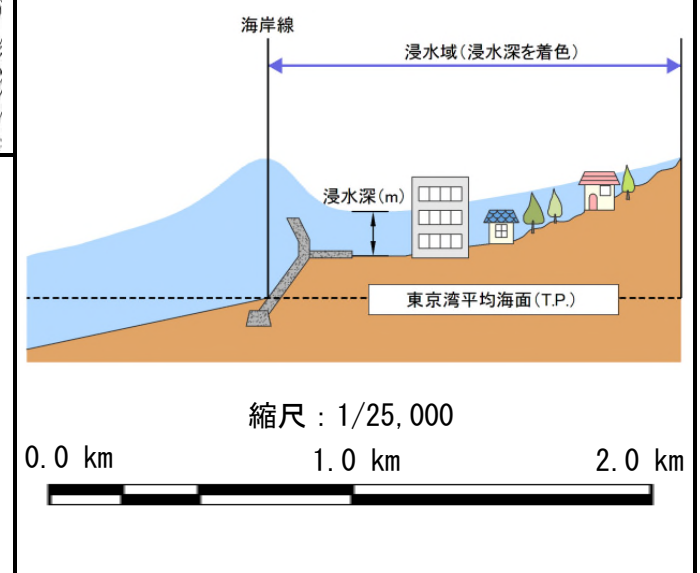 海岸線
浸水域(浸水深を着色)
浸水深(m)
東京湾平均海面(T.P.)
縮尺：1/25,000
0.0 km 1.0 km 2.0 km